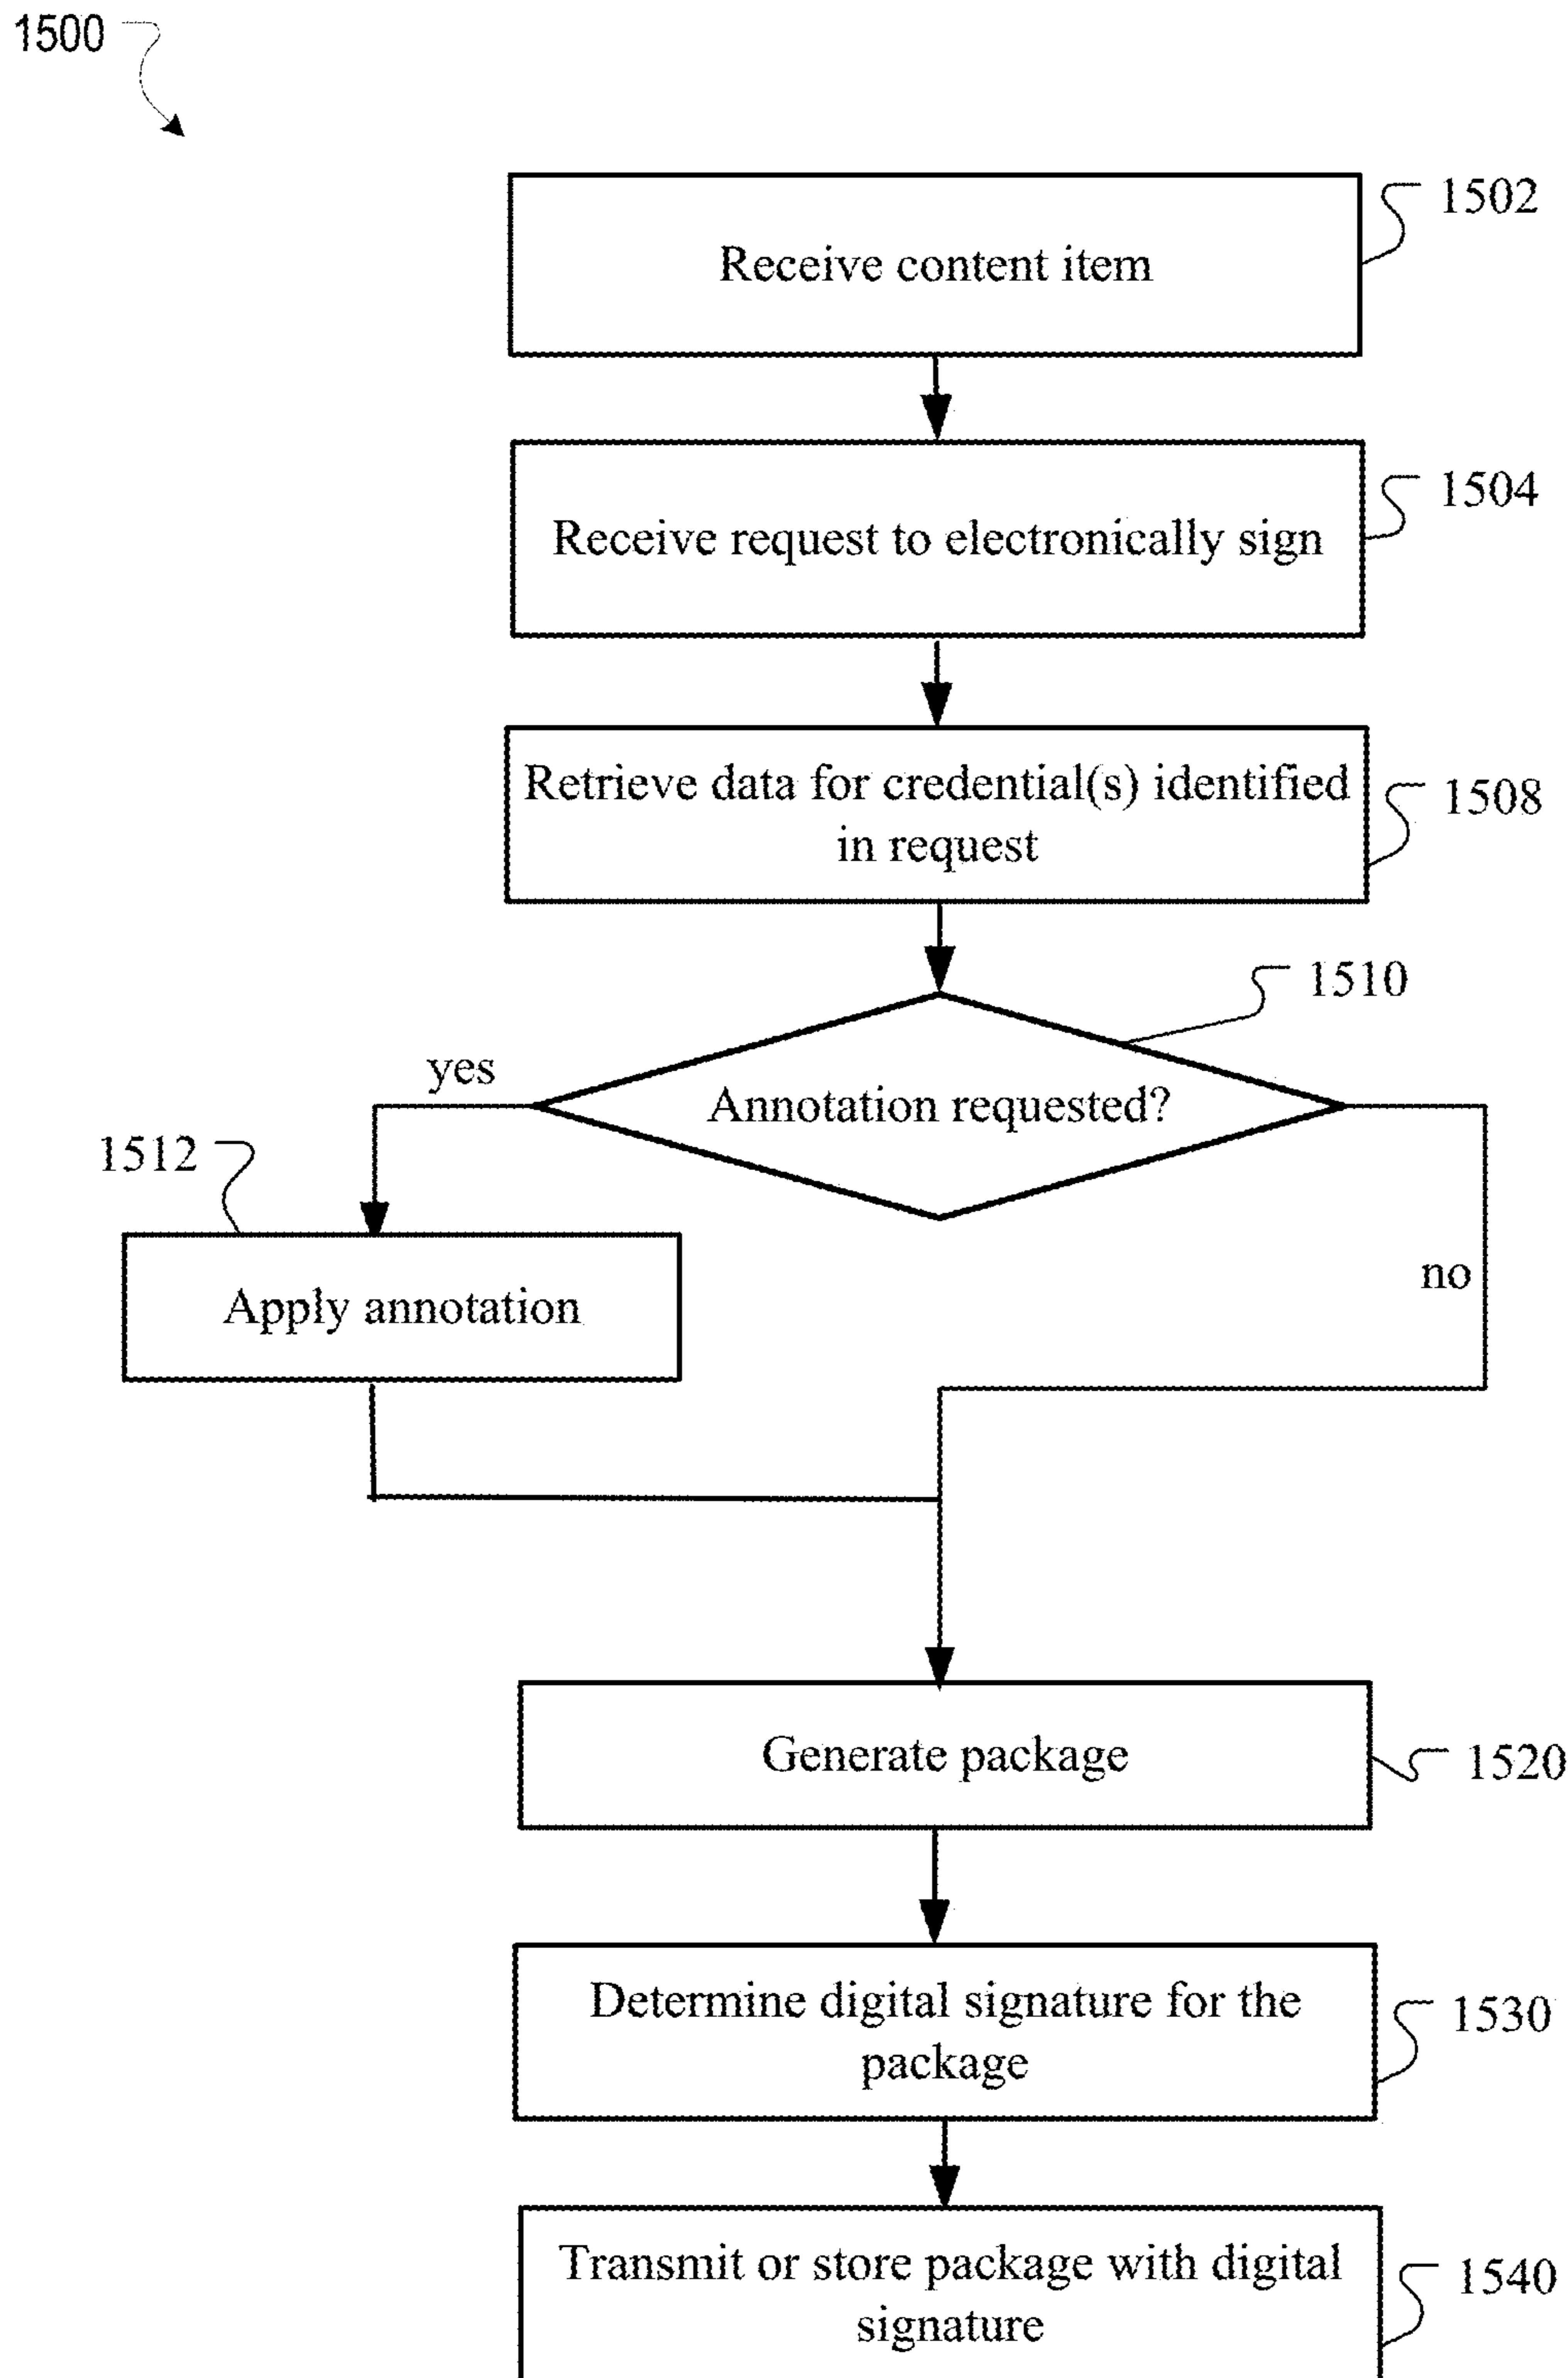 1500
1502
Receive content item
1504
Receive request to electronically sign
Retrieve data for credential(s) identified
in request
1508
1510
yes
Annotation requested?
1512
Apply annotation
no
Generate package
1520
Determine digital signature for the
package
1530
Transmit or store package with digital
signature
1540